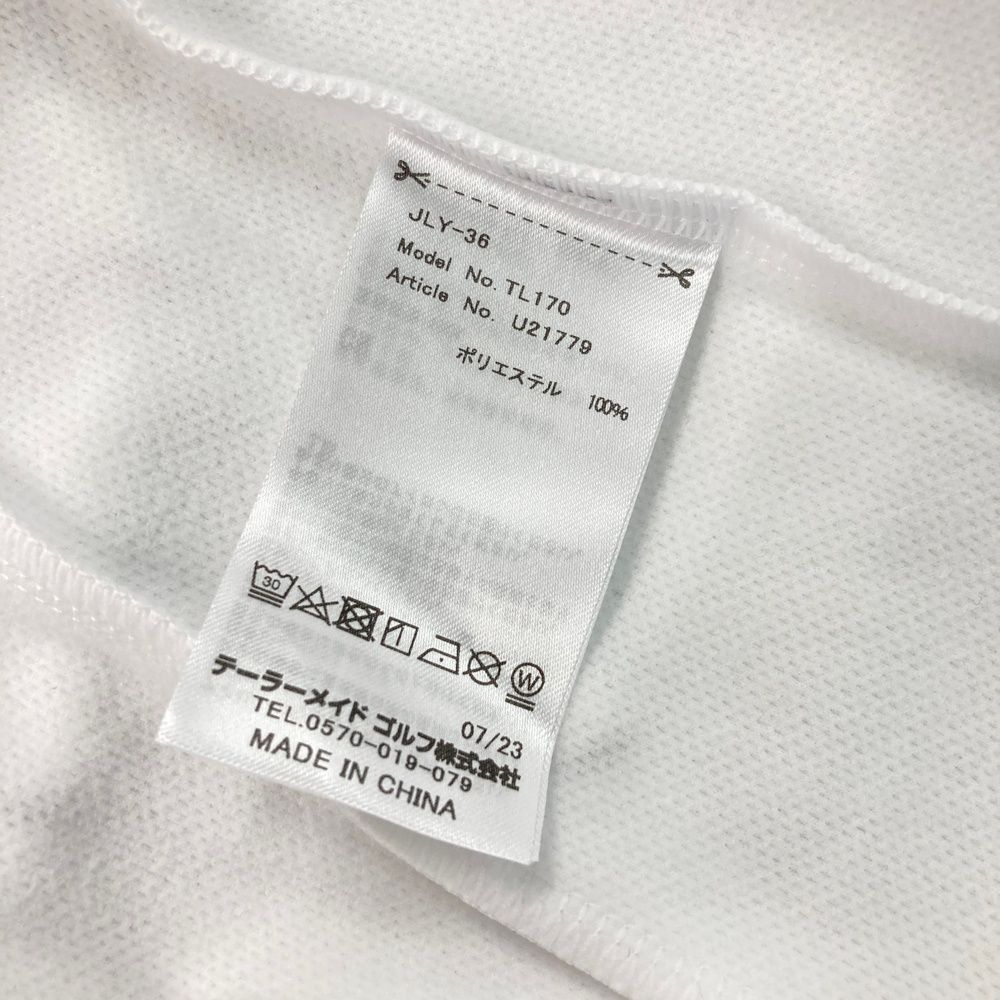 JLY-36
Model No. TL170
Article No. U21779
ポリエステル 100%
30
W
テーラーメイド ゴルフ株式会社
07/23
TEL.0570-019-079
MADE IN CHINA